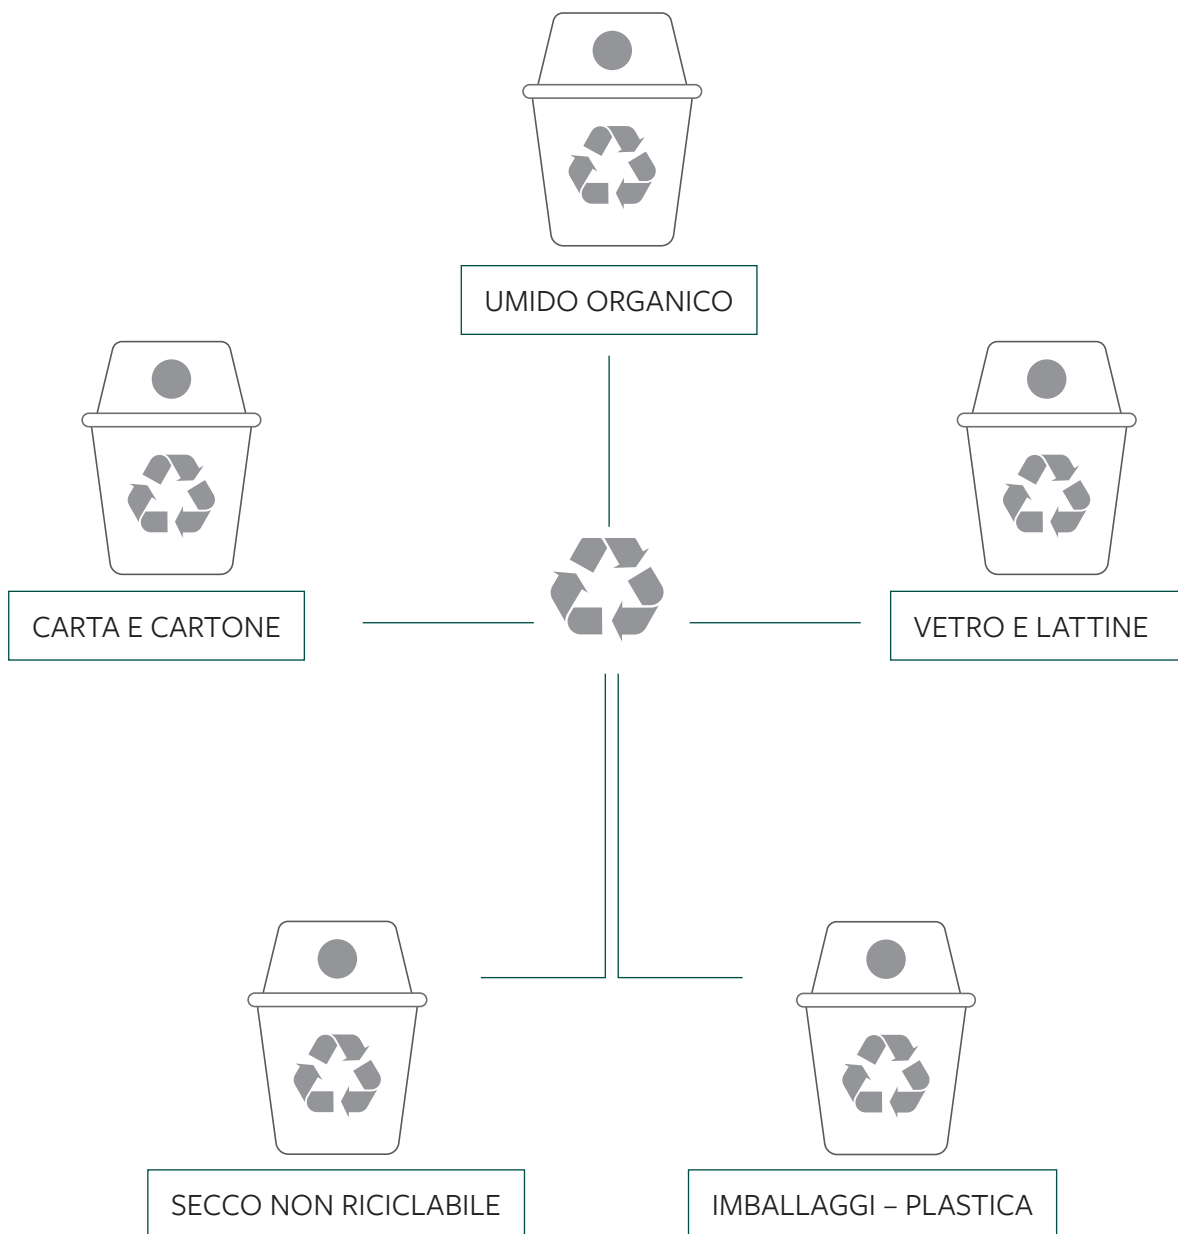 UMIDO ORGANICO
CARTA E CARTONE
VETRO E LATTINE
SECCO NON RICICLABILE
IMBALLAGGI – PLASTICA